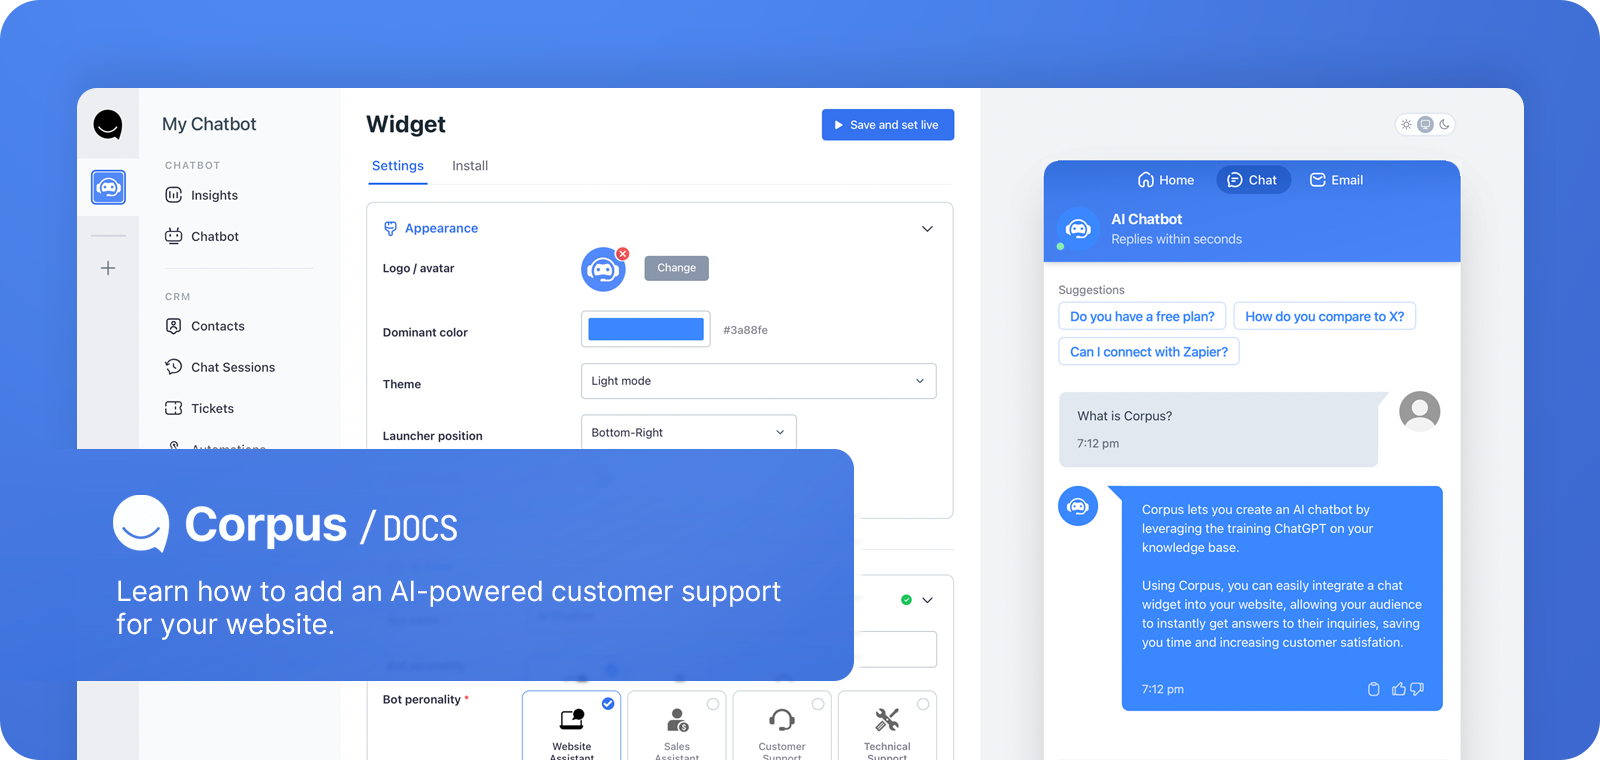 My Chatbot
CHATBOT
Insights
Chatbot
CRM
Contacts
Chat Sessions
Tickets
Automations
Widget
Save and set live
Settings
Install
Appearance
Logo / avatar
Change
Dominant color
#3a88fe
Theme
Light mode
Launcher position
Bottom-Right
Corpus / DOCS
Learn how to add an AI-powered customer support
for your website.
Bot peronality *
Website
Assistant
Sales
Assistant
Customer
Support
Technical
Support
Home
Chat
Email
AI Chatbot
Replies within seconds
Suggestions
Do you have a free plan?
How do you compare to X?
Can I connect with Zapier?
What is Corpus?
7:12 pm
Corpus lets you create an AI chatbot by
leveraging the training ChatGPT on your
knowledge base.
Using Corpus, you can easily integrate a chat
widget into your website, allowing your audience
to instantly get answers to their inquiries, saving
you time and increasing customer satisfation.
7:12 pm